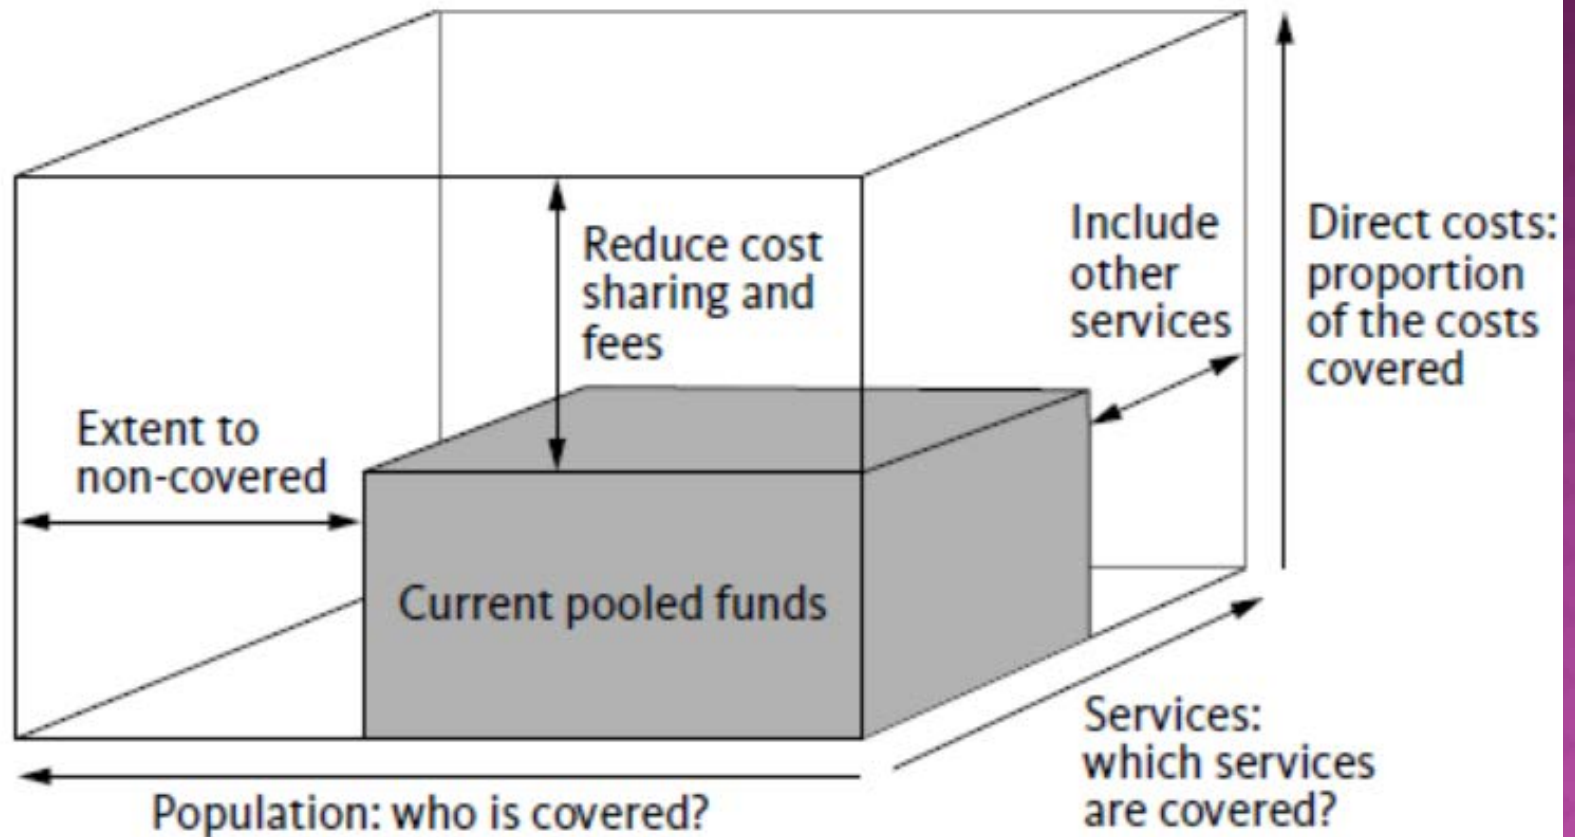 Reduce cost
sharing and
fees
Include
other
services
Direct costs:
proportion
of the costs
covered
Extent to
non-covered
Current pooled funds
Services:
which services
are covered?
Population: who is covered?